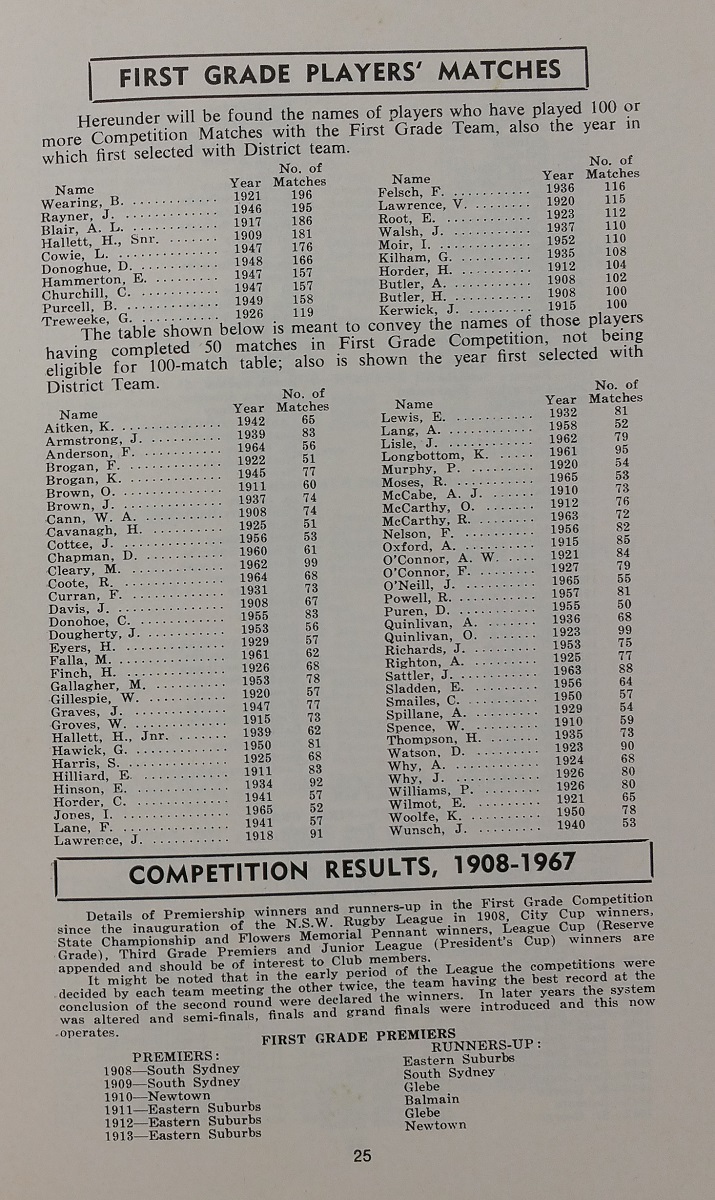 FIRST GRADE PLAYERS' MATCHES
Hereunder will be found the names of players who have played 100 or
more Competition Matches with the First Grade Team, also the year in
which first selected with District team.
No. of
Name Year Matches
Wearing, B. ............ 1921 196
Rayner, J. ............ 1946 195
Blair, A. L. ............ 1917 186
Hallett, H., Snr. ....... 1909 181
Cowie, L. ............ 1947 176
Donoghue, D. ............ 1948 166
Hammerton, E. ............ 1947 157
Churchill, C. ............ 1947 157
Purcell, B. ............ 1949 158
Treweeke, G. ............ 1926 119
No. of
Name Year Matches
Felsch, F. ........... 1936 116
Lawrence, V. ........... 1920 115
Root, E. ........... 1923 112
Walsh, J. ........... 1937 110
Moir, I. ........... 1952 110
Kilham, G. ........... 1935 108
Horder, H. ........... 1912 104
Butler, A. ........... 1908 102
Butler, H. ........... 1908 100
Kerwick, J. ......... 1915 100
The table shown below is meant to convey the names of those players
having completed 50 matches in First Grade Competition, not being
eligible for 100-match table; also is shown the year first selected with
District Team.
No. of
Name Year Matches
Aitken, K. ............. 1942 65
Armstrong, J. .......... 1939 83
Anderson, F. ........... 1964 56
Brogan, F. ............. 1922 51
Brogan, K. ............. 1945 77
Brown, O. .............. 1911 60
Brown, J. .............. 1937 74
Cann, W. A. ............ 1908 74
Cavanagh, H. ........... 1925 51
Cottee, J. ............. 1956 53
Chapman, D. ............ 1960 61
Cleary, M. ............. 1962 99
Coote, R. .............. 1964 68
Curran, F. ............. 1931 73
Davis, J. .............. 1908 67
Donohoe, C. ............ 1955 83
Dougherty, J. .......... 1953 56
Eyers, H. .............. 1929 57
Falla, M. .............. 1961 62
Finch, H. .............. 1926 68
Gallagher, M. .......... 1953 78
Gillespie, W. .......... 1920 57
Graves, J. ............. 1947 77
Groves, W. ............. 1915 73
Hallett, H., Jnr. ...... 1939 62
Hawick, G. ............. 1950 81
Harris, S. ............. 1925 68
Hilliard, E. ........... 1911 83
Hinson, E. ............. 1934 92
Horder, C. ............. 1941 57
Jones, I. .............. 1965 52
Lane, F. ............... 1941 57
Lawrence, J. ........... 1918 91
No. of
Name Year Matches
Lewis, E. ........... 1932 81
Lang, A. ............ 1958 52
Lisle, J. ........... 1962 79
Longbottom, K. ...... 1961 95
Murphy, P. .......... 1920 54
Moses, R. ........... 1965 53
McCabe, A. J. ....... 1910 73
McCarthy, O. ........ 1912 76
McCarthy, R. ........ 1963 72
Nelson, F. .......... 1956 82
Oxford, A. .......... 1915 85
O'Connor, A. W. ..... 1921 84
O'Connor, F. ........ 1927 79
O'Neill, J. ......... 1965 55
Powell, R. .......... 1957 81
Puren, D. ........... 1955 50
Quinlivan, A. ....... 1936 68
Quinlivan, O. ....... 1923 99
Richards, J. ........ 1953 75
Righton, A. ......... 1925 77
Sattler, J. ......... 1963 88
Sladden, E. ......... 1956 64
Smailes, C. ......... 1950 57
Spillane, A. ........ 1929 54
Spence, W. .......... 1910 59
Thompson, H. ........ 1935 73
Watson, D. .......... 1923 90
Why, A. ............. 1924 68
Why, J. ............. 1926 80
Williams, P. ........ 1926 80
Wilmot, E. .......... 1921 65
Woolfe, K. .......... 1950 78
Wunsch, J. .......... 1940 53
COMPETITION RESULTS, 1908-1967
Details of Premiership winners and runners-up in the First Grade Competition
since the inauguration of the N.S.W. Rugby League in 1908, City Cup winners,
State Championship and Flowers Memorial Pennant winners, League Cup (Reserve
Grade), Third Grade Premiers and Junior League (President's Cup) winners are
appended and should be of interest to Club members.
It might be noted that in the early period of the League the competitions were
decided by each team meeting the other twice, the team having the best record at the
conclusion of the second round were declared the winners. In later years the system
was altered and semi-finals, finals and grand finals were introduced and this now
operates.
FIRST GRADE PREMIERS
PREMIERS: RUNNERS-UP:
1908—South Sydney Eastern Suburbs
1909—South Sydney South Sydney
1910—Newtown Glebe
1911—Eastern Suburbs Balmain
1912—Eastern Suburbs Glebe
1913—Eastern Suburbs Newtown
25